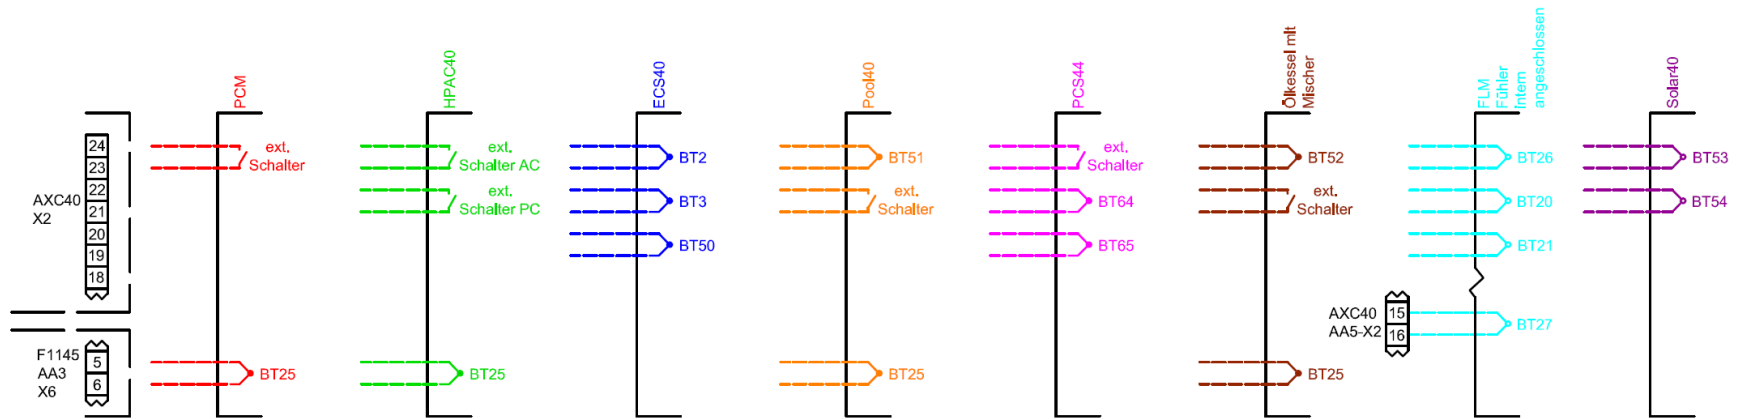 AXC40
X2
24
23
22
21
20
19
18
F1145
AA3
X6
5
6
PCM
ext.
Schalter
BT25
HPAC40
ext.
Schalter AC
ext.
Schalter PC
BT25
ECS40
BT2
BT3
BT50
Pool40
BT51
ext.
Schalter
BT25
PCS44
ext.
Schalter
BT64
BT65
Ölkessel mit
Mischer
BT52
ext.
Schalter
BT25
FLM
Fühler
intern
angeschlossen
BT26
BT20
BT21
AXC40
AA5-X2
15
16
BT27
Solar40
BT53
BT54